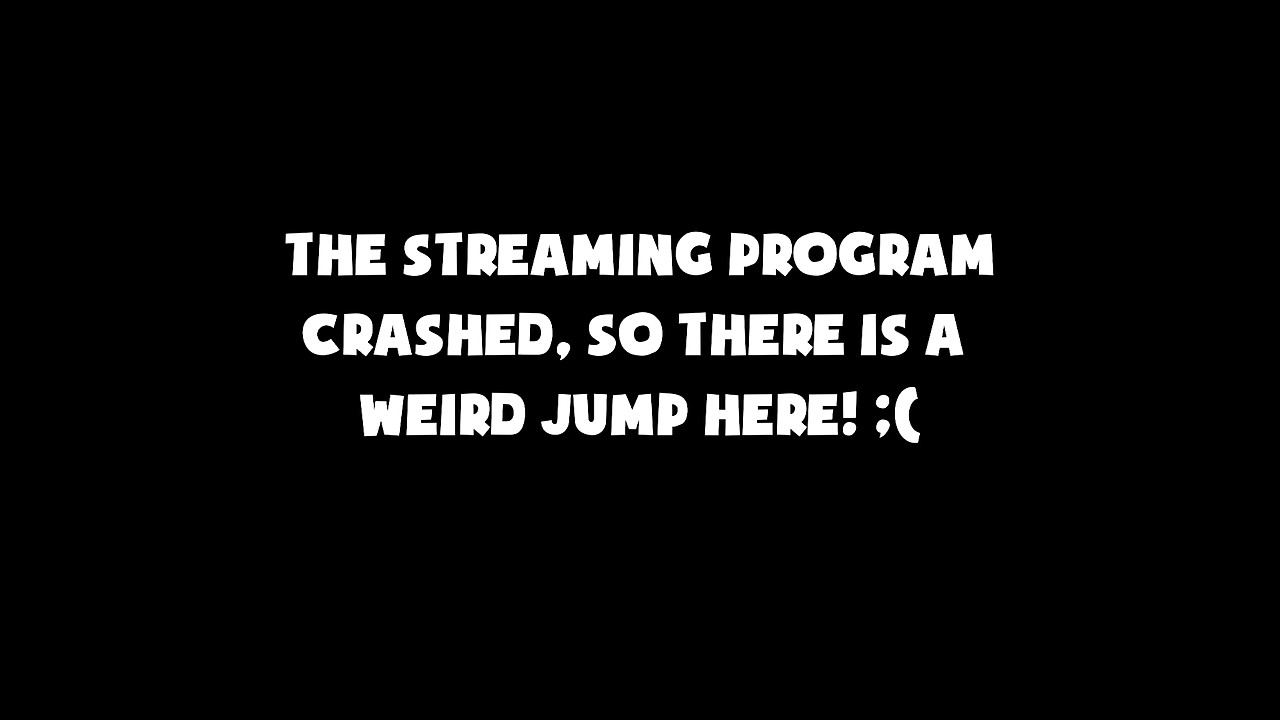 THE STREAMING PROGRAM
CRASHED, SO THERE IS A
WEIRD JUMP HERE! ;(